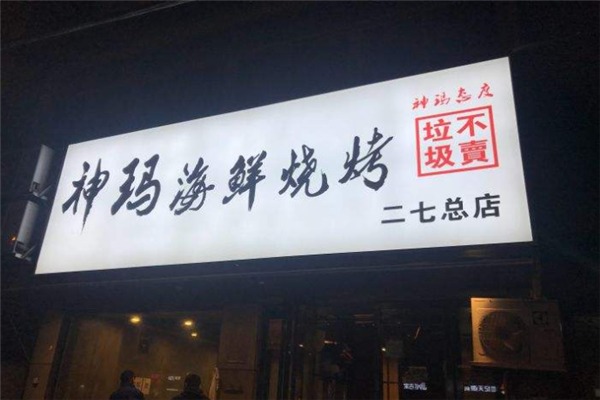 神玛海鲜烧烤
神玛态度
不賣
垃圾
二七总店